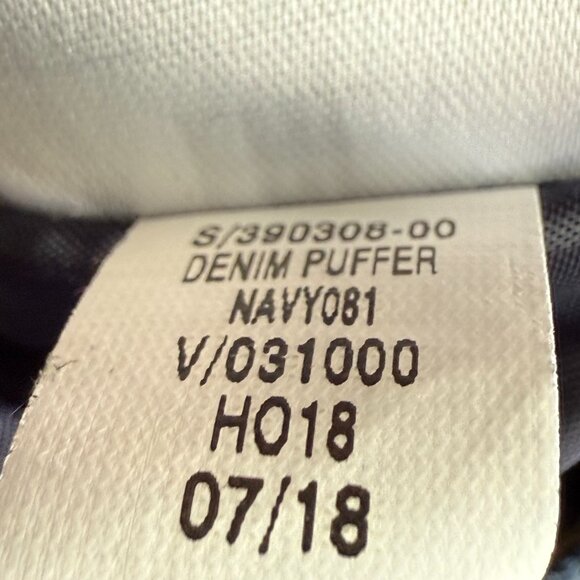 S/390308-00
DENIM PUFFER
NAVY081
V/031000
HO18
07/18